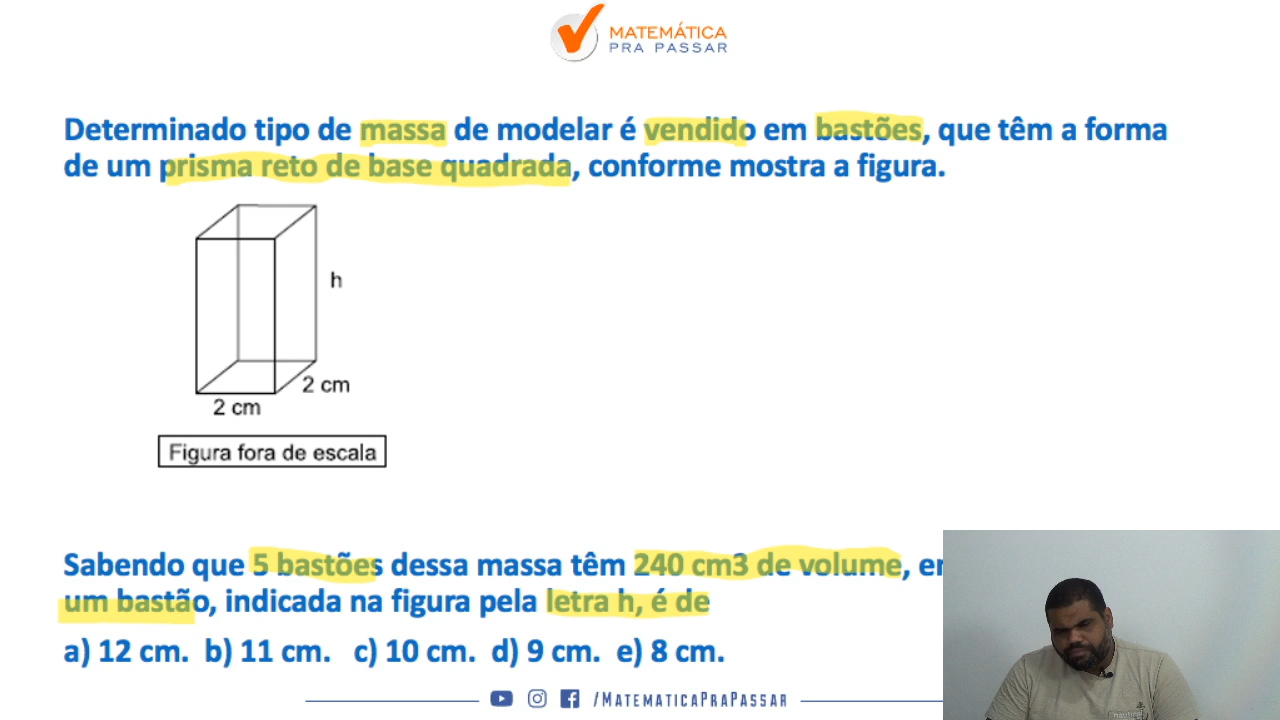 MATEMÁTICA
PRA PASSAR
Determinado tipo de massa de modelar é vendido em bastões, que têm a forma
de um prisma reto de base quadrada, conforme mostra a figura.
h
2 cm
2 cm
Figura fora de escala
Sabendo que 5 bastões dessa massa têm 240 cm3 de volume,
um bastão, indicada na figura pela letra h, é de
a) 12 cm. b) 11 cm. c) 10 cm. d) 9 cm. e) 8 cm.
/MATEMATICAPRAPASSAR